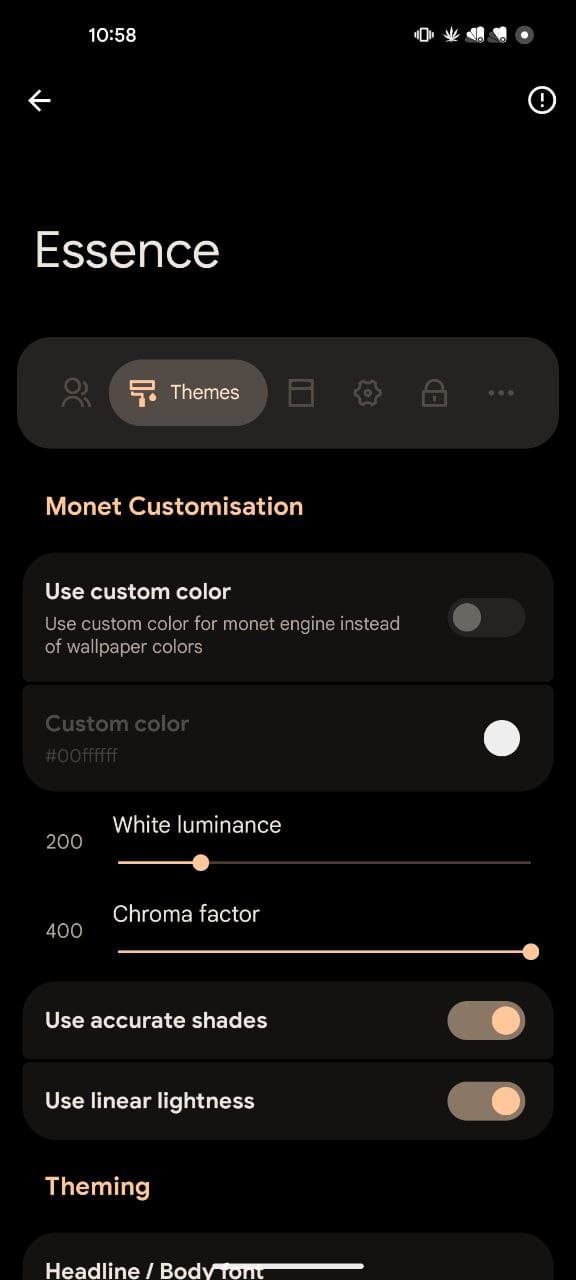 10:58
Essence
Themes
Monet Customisation
Use custom color
Use custom color for monet engine instead
of wallpaper colors
Custom color
#00ffffff
White luminance
200
Chroma factor
400
Use accurate shades
Use linear lightness
Theming
Headline / Body font